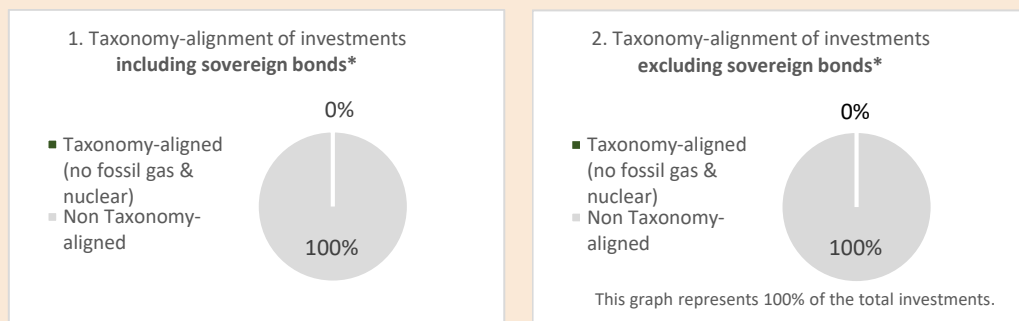 1. Taxonomy-alignment of investments
including sovereign bonds*
0%
Taxonomy-aligned
(no fossil gas &
nuclear)
Non Taxonomy-
aligned
100%
2. Taxonomy-alignment of investments
excluding sovereign bonds*
0%
Taxonomy-aligned
(no fossil gas &
nuclear)
Non Taxonomy-
aligned
100%
This graph represents 100% of the total investments.